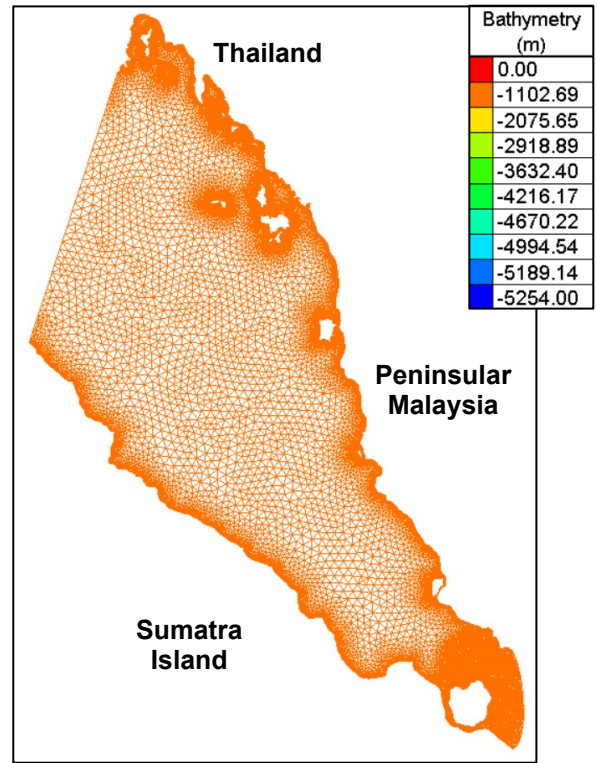 Thailand
Bathymetry
(m)
0.00
-1102.69
-2075.65
-2918.89
-3632.40
-4216.17
-4670.22
-4994.54
-5189.14
-5254.00
Peninsular
Malaysia
Sumatra
Island